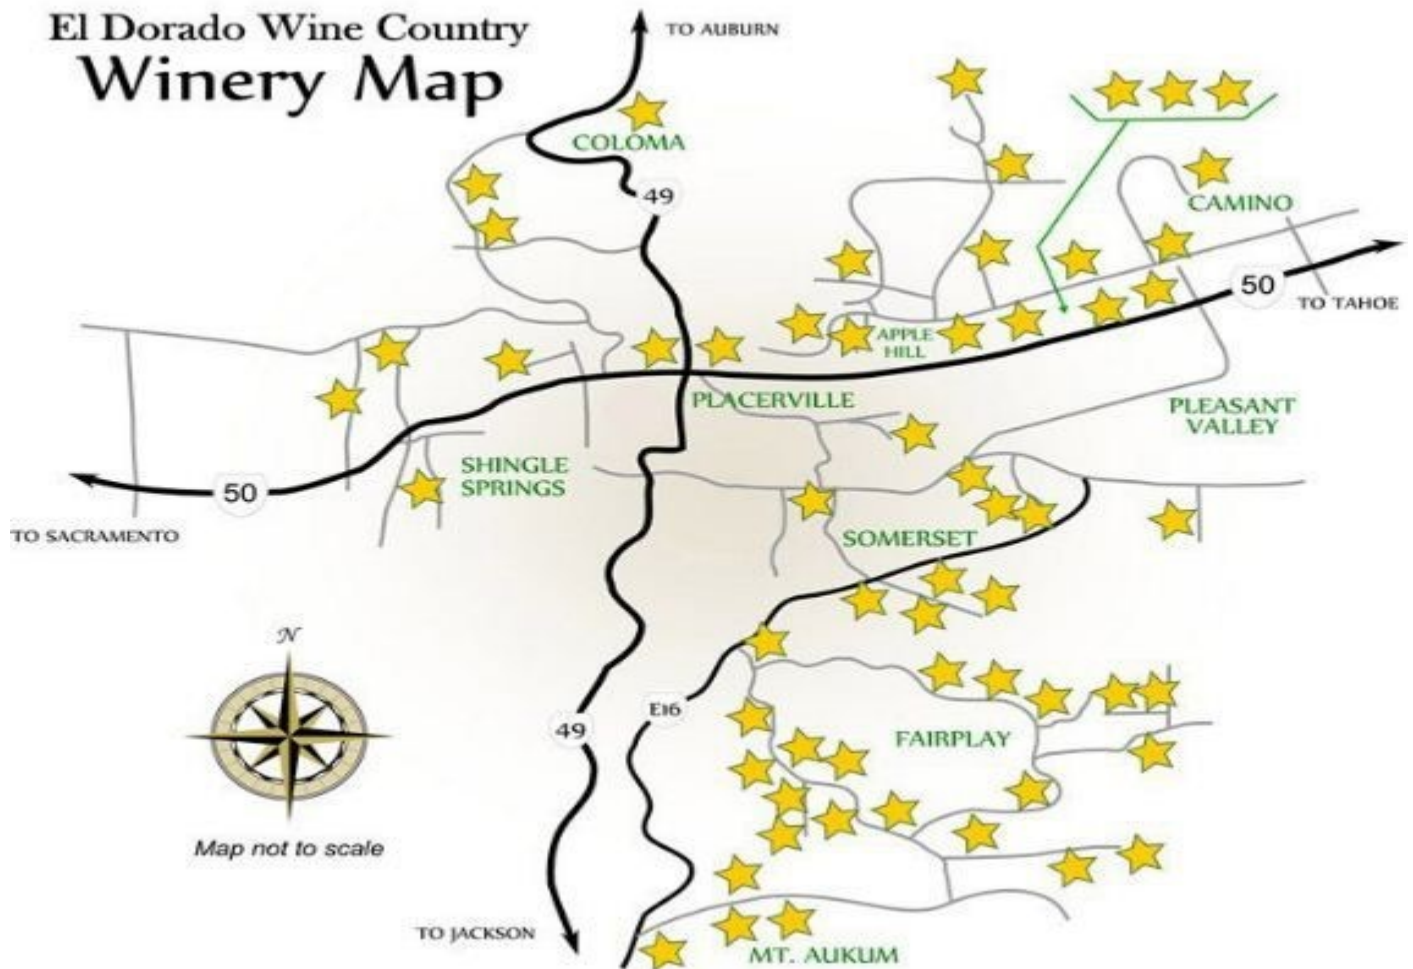 El Dorado Wine Country
Winery Map
TO AUBURN
COLOMA
49
CAMINO
50
TO TAHOE
APPLE
HILL
PLACERVILLE
PLEASANT
VALLEY
SHINGLE
SPRINGS
50
TO SACRAMENTO
SOMERSET
N
E16
49
FAIRPLAY
Map not to scale
TO JACKSON
MT. AUKUM